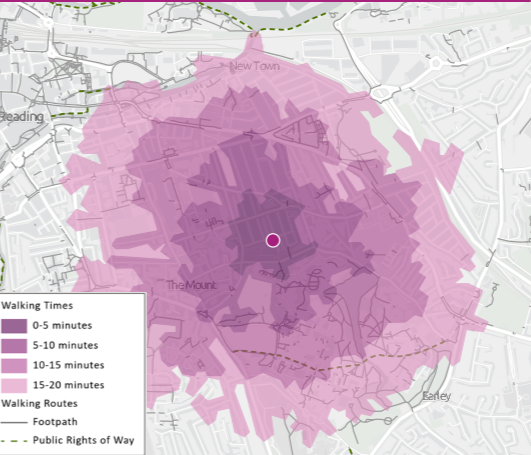 New Town
Reading
The Mount
Walking Times
0-5 minutes
5-10 minutes
10-15 minutes
15-20 minutes
Walking Routes
Footpath
Public Rights of Way
Earley